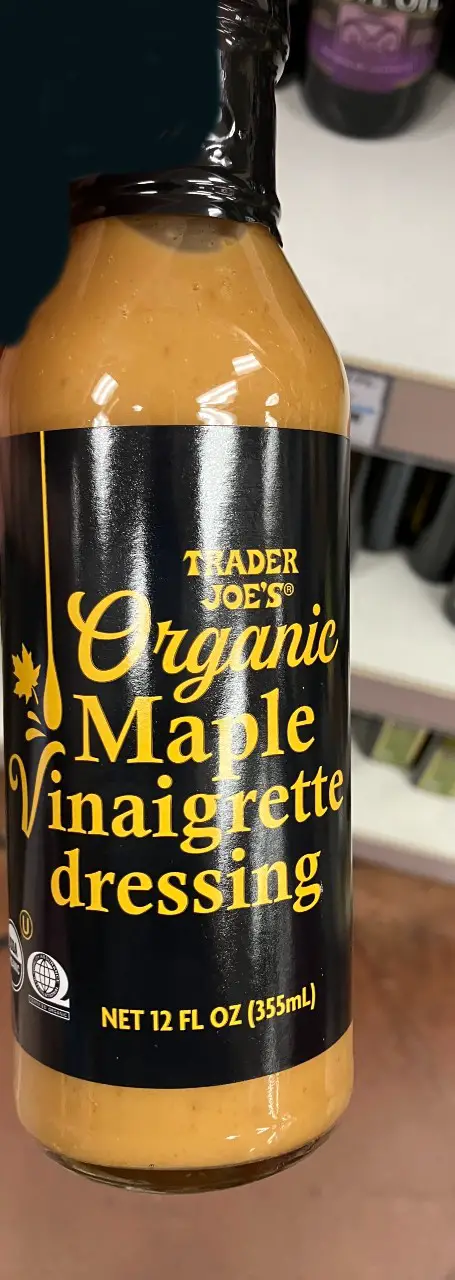 TRADER
JOE'S®
Organic
Maple
Vinaigrette
dressing
U
NET 12 FL OZ (355mL)